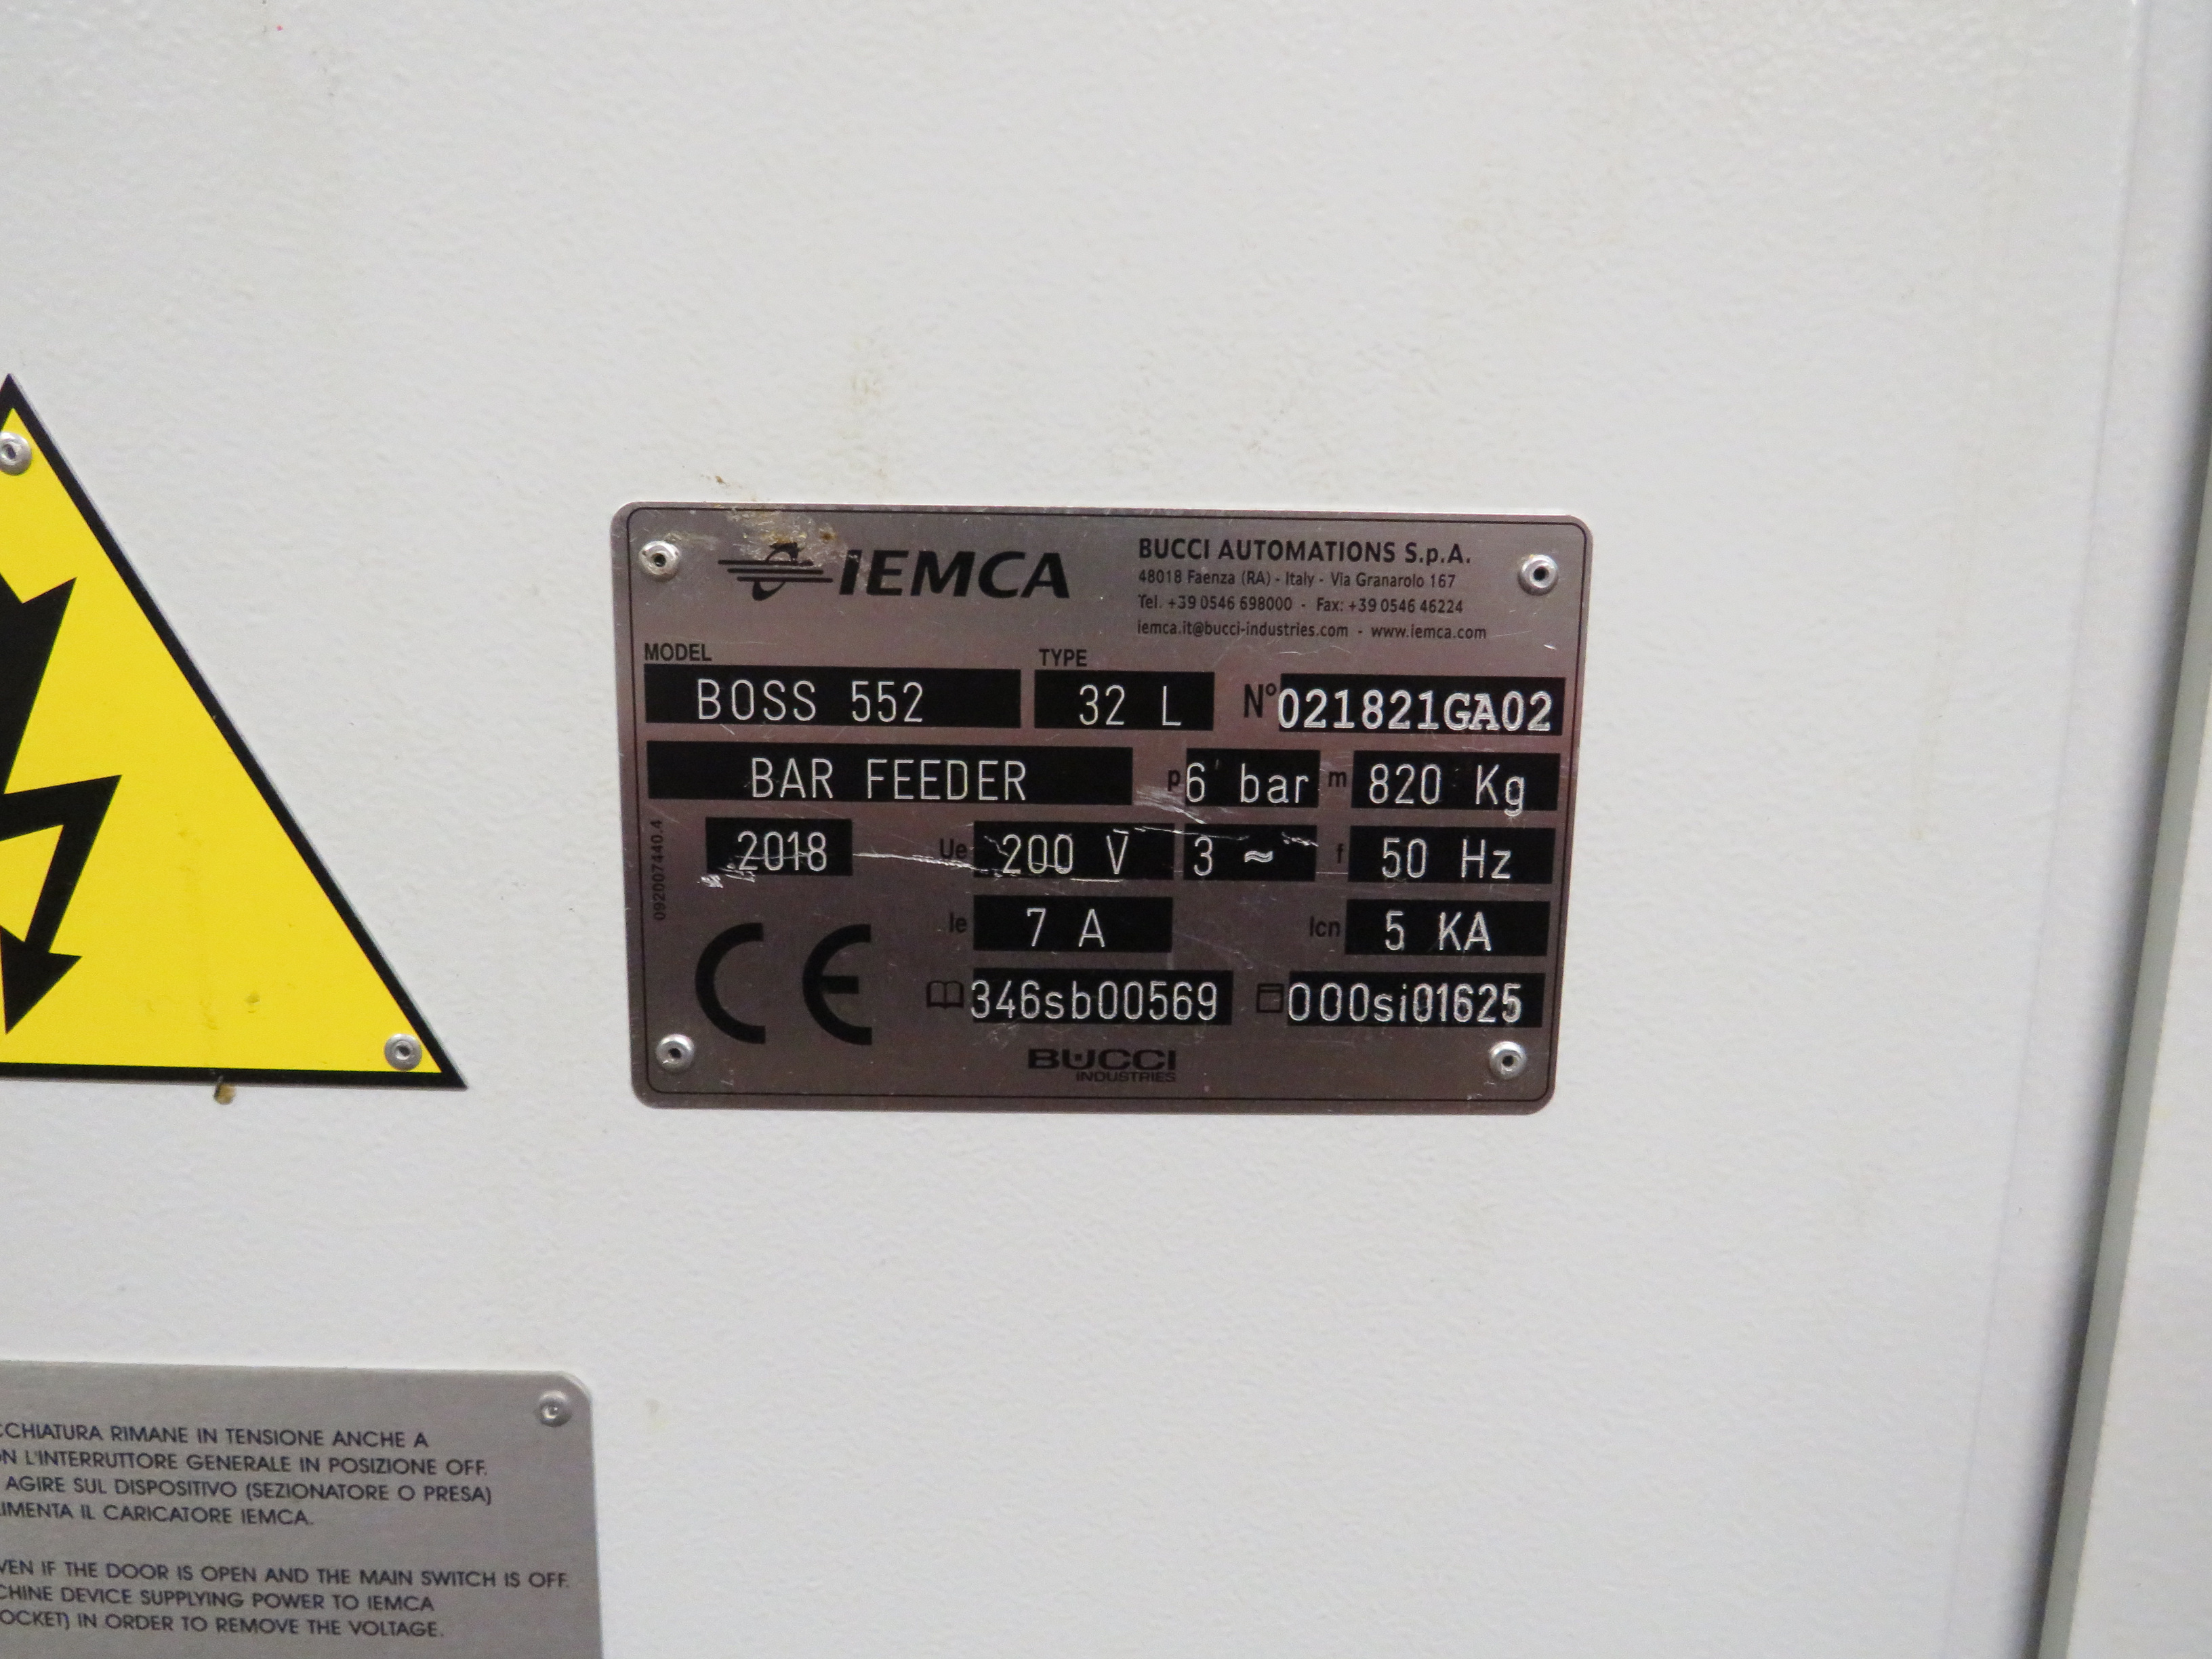 IEMCA
BUCCI AUTOMATIONS S.p.A.
48018 Faenza (RA) - Italy - Via Granarolo 167
Tel. +39 0546 698000 - Fax: +39 0546 46224
iemca.it@bucci-industries.com - www.iemca.com
MODEL TYPE
BOSS 552 32 L N° 021821GA02
BAR FEEDER p 6 bar m 820 Kg
2018 Ue 200 V 3 ~ f 50 Hz
Ie 7 A Icn 5 KA
CE 346sb00569 000si01625
092007440.4
BUCCI
INDUSTRIES
CCHIATURA RIMANE IN TENSIONE ANCHE A
ON L'INTERRUTTORE GENERALE IN POSIZIONE OFF.
AGIRE SUL DISPOSITIVO (SEZIONATORE O PRESA)
LIMENTA IL CARICATORE IEMCA.
VEN IF THE DOOR IS OPEN AND THE MAIN SWITCH IS OFF.
CHINE DEVICE SUPPLYING POWER TO IEMCA
OCKET) IN ORDER TO REMOVE THE VOLTAGE.